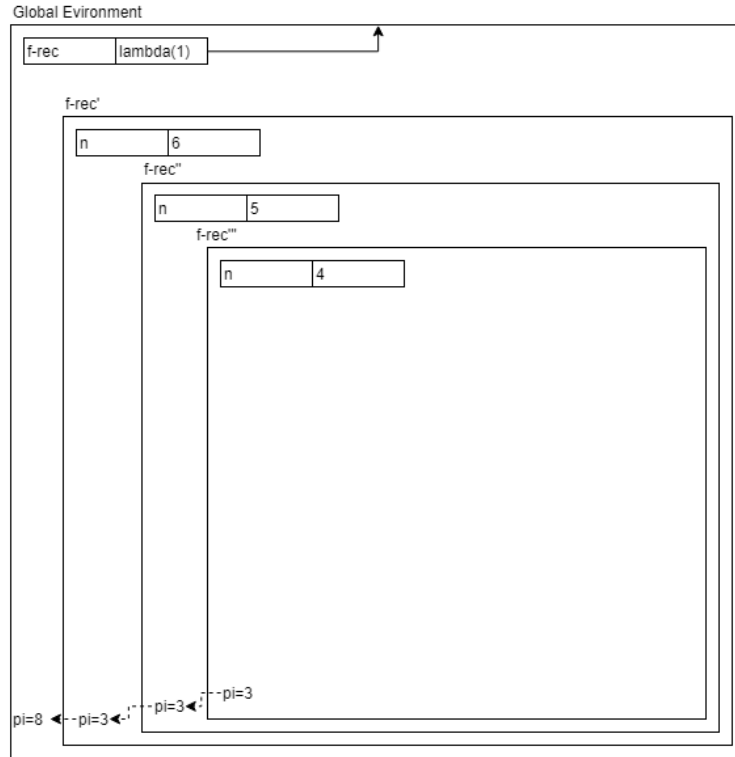 Global Evironment
f-rec lambda(1)
f-rec'
n 6
f-rec"
n 5
f-rec'"
n 4
pi=3
pi=3
pi=3
pi=8